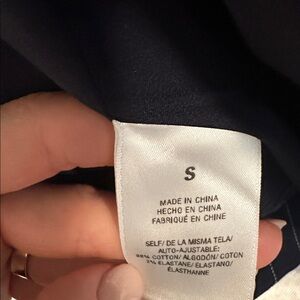 S
MADE IN CHINA
HECHO EN CHINA
FABRIQUÉ EN CHINE
SELF/ DE LA MISMA TELA/
AUTO-AJUSTABLE:
98% COTTON/ ALGODÓN/ COTON
2% ELASTANE/ ELASTANO/
ÉLASTHANNE